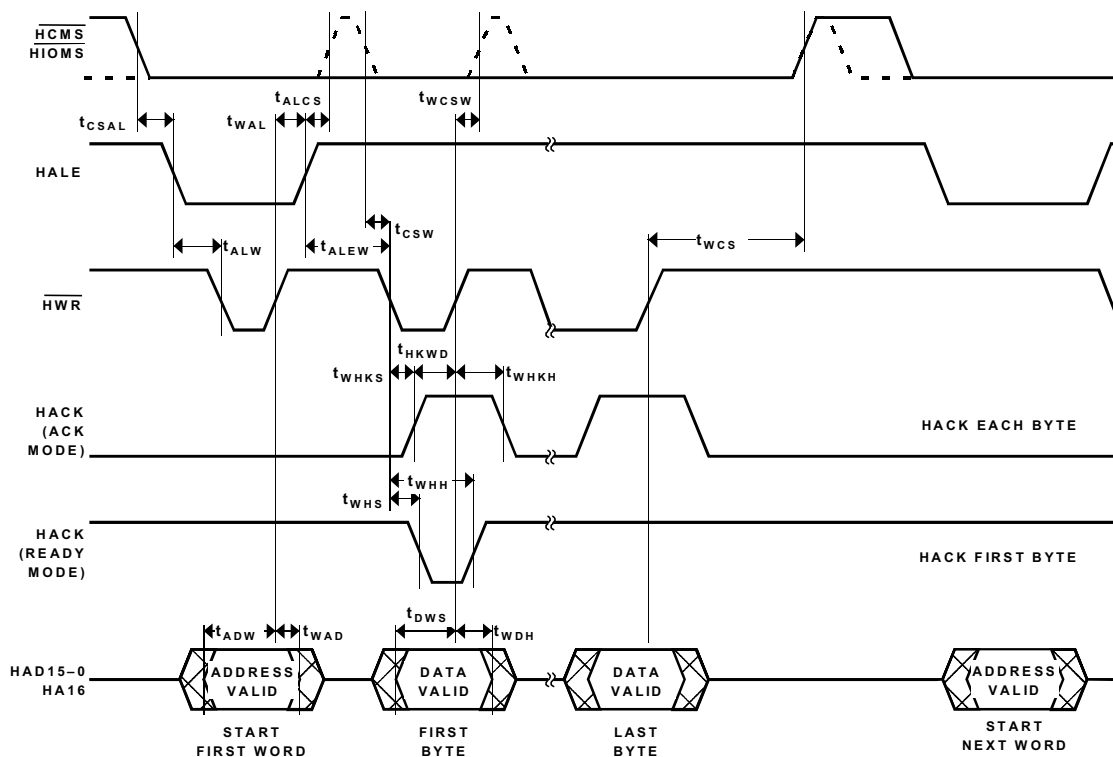 HCMS
HIOMS
tALCS
tWCSW
tCSAL
tWAL
HALE
tCSW
tALW
tALEW
tWCS
HWR
tHKWD
tWHKS
tWHKH
HACK
(ACK
MODE)
HACK EACH BYTE
tWHH
tWHS
HACK
(READY
MODE)
HACK FIRST BYTE
tADW
tWAD
tDWS
tWDH
HAD15–0
HA16
ADDRESS
VALID
DATA
VALID
DATA
VALID
ADDRESS
VALID
START
FIRST WORD
FIRST
BYTE
LAST
BYTE
START
NEXT WORD